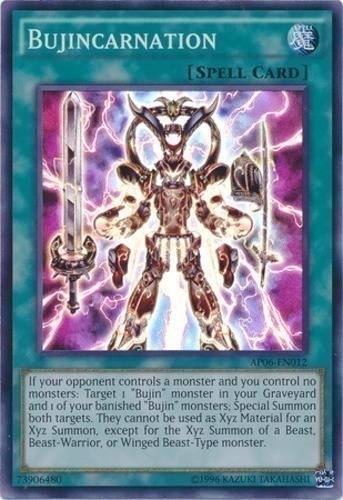 BUJINCARNATION
[SPELL CARD]
AP06-EN012
If your opponent controls a monster and you control
no monsters: Target 1 "Bujin" monster in your Graveyard
and 1 of your banished "Bujin" monsters; Special Summon
both targets. They cannot be used as Xyz Material for
an Xyz Summon, except for the Xyz Summon of a Beast,
Beast-Warrior, or Winged Beast-Type monster.
73906480
©1996 KAZUKI TAKAHASHI